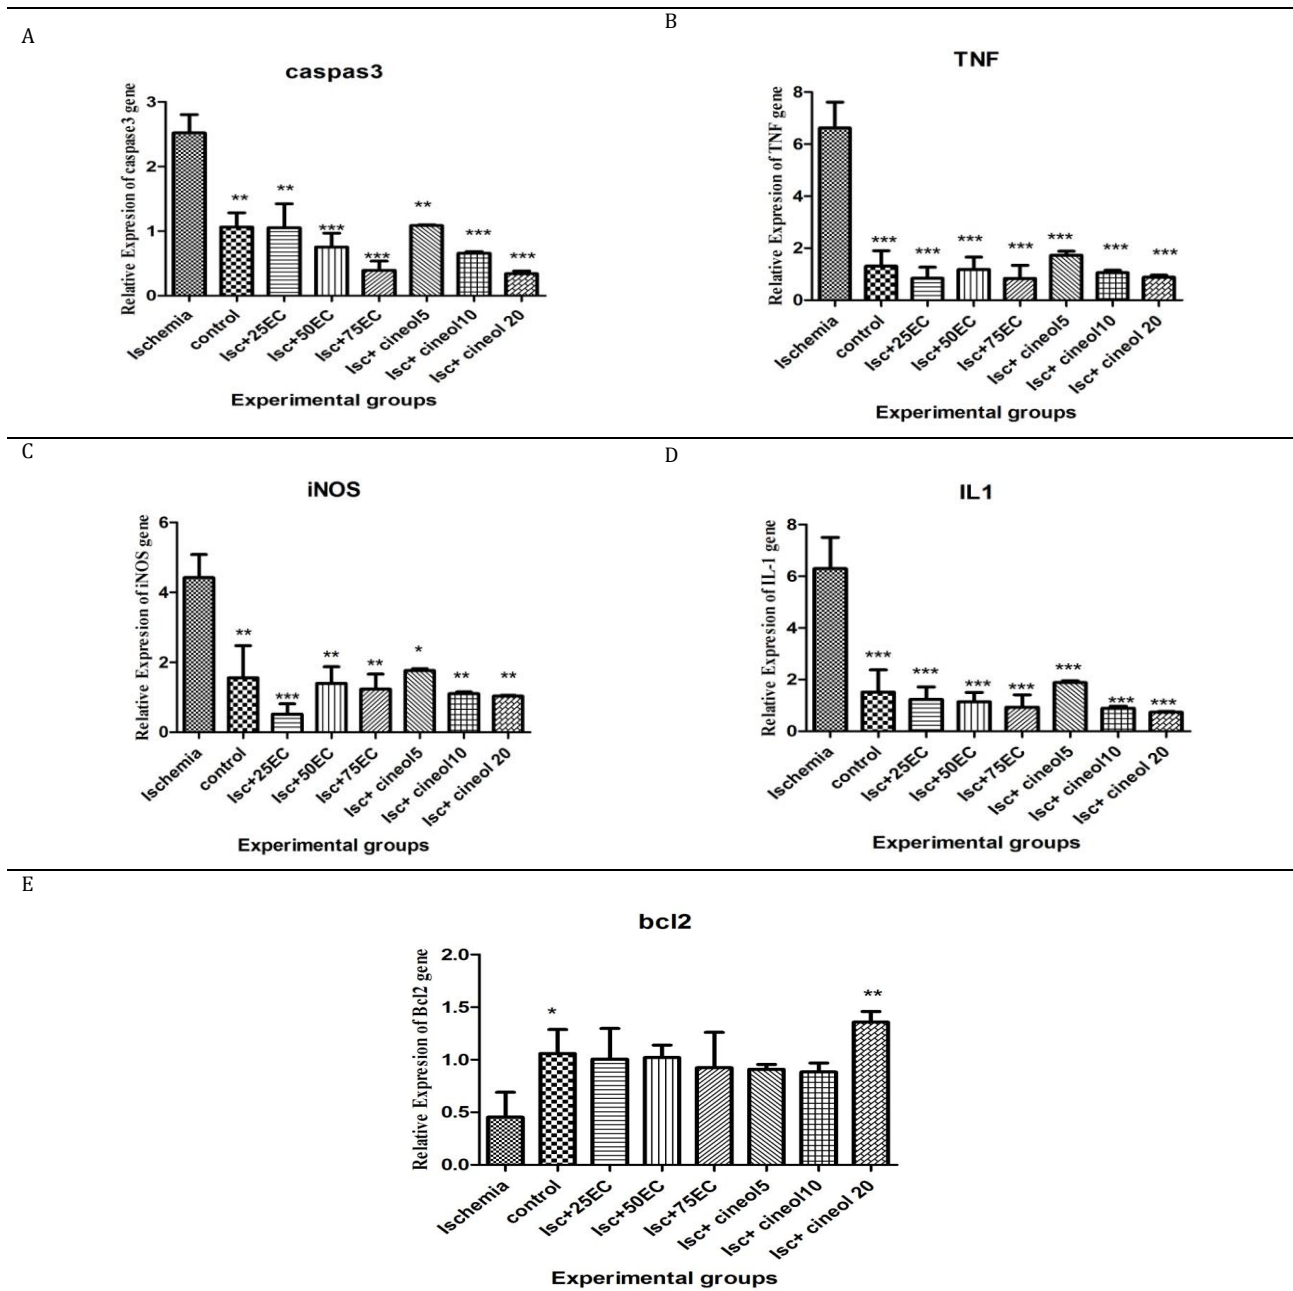 A
caspas3
Relative Expresion of caspase3 gene
3
2
1
0
**
**
***
***
**
***
***
Ischemia
control
Isc+25EC
Isc+50EC
Isc+75EC
Isc+ cineol5
Isc+ cineol10
Isc+ cineol 20
Experimental groups
B
TNF
Relative Expresion of TNF gene
8
6
4
2
0
***
***
***
***
***
***
***
Ischemia
control
Isc+25EC
Isc+50EC
Isc+75EC
Isc+ cineol5
Isc+ cineol10
Isc+ cineol 20
Experimental groups
C
iNOS
Relative Expresion of iNOS gene
6
4
2
0
**
***
**
**
*
**
**
Ischemia
control
Isc+25EC
Isc+50EC
Isc+75EC
Isc+ cineol5
Isc+ cineol10
Isc+ cineol 20
Experimental groups
D
IL1
Relative Expresion of IL-1 gene
8
6
4
2
0
***
***
***
***
***
***
***
Ischemia
control
Isc+25EC
Isc+50EC
Isc+75EC
Isc+ cineol5
Isc+ cineol10
Isc+ cineol 20
Experimental groups
E
bcl2
Relative Expresion of Bcl2 gene
2.0
1.5
1.0
0.5
0.0
*
**
Ischemia
control
Isc+25EC
Isc+50EC
Isc+75EC
Isc+ cineol5
Isc+ cineol10
Isc+ cineol 20
Experimental groups